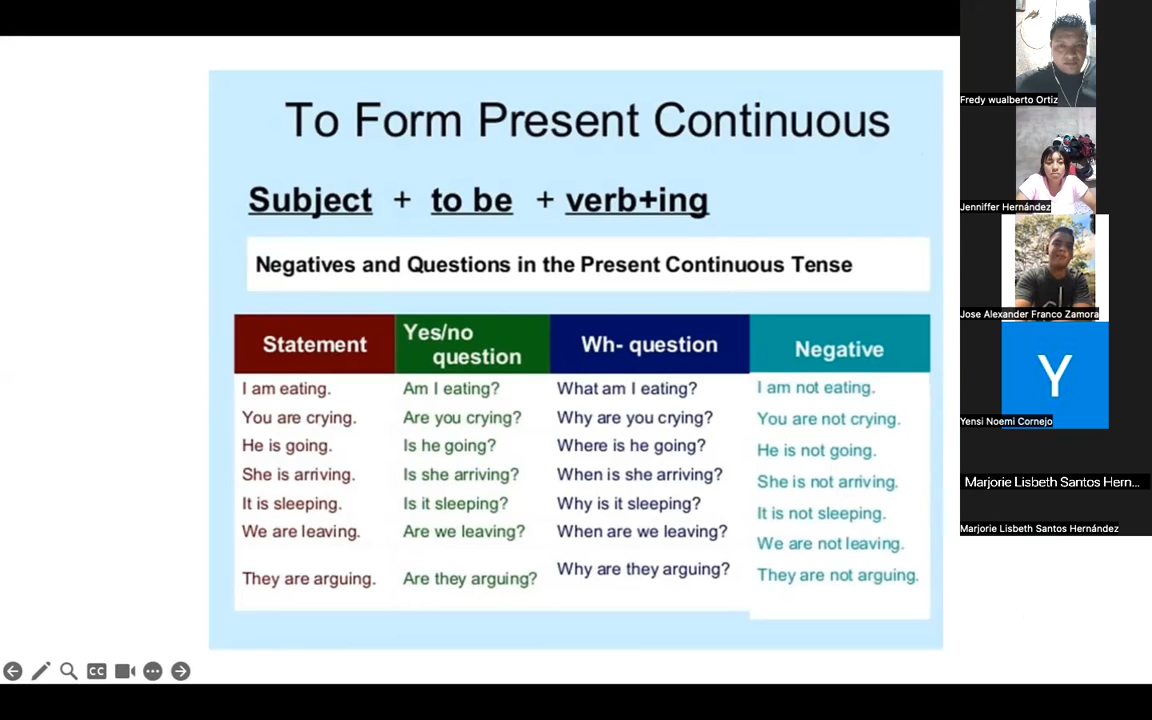 To Form Present Continuous
Subject + to be + verb+ing
Negatives and Questions in the Present Continuous Tense
Statement
I am eating.
You are crying.
He is going.
She is arriving.
It is sleeping.
We are leaving.
They are arguing.
Yes/no
question
Am I eating?
Are you crying?
Is he going?
Is she arriving?
Is it sleeping?
Are we leaving?
Are they arguing?
Wh- question
What am I eating?
Why are you crying?
Where is he going?
When is she arriving?
Why is it sleeping?
When are we leaving?
Why are they arguing?
Negative
I am not eating.
You are not crying.
He is not going.
She is not arriving.
It is not sleeping.
We are not leaving.
They are not arguing.
CC
Fredy wualberto Ortiz
Jenniffer Hernández
Jose Alexander Franco Zamora
Y
Yensi Noemi Cornejo
Marjorie Lisbeth Santos Hern...
Marjorie Lisbeth Santos Hernández